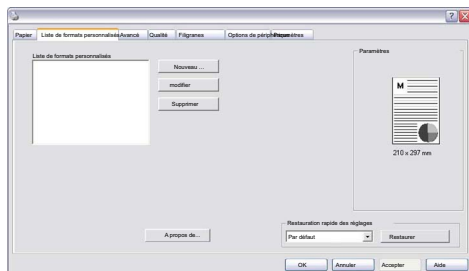 Papier Liste de formats personnalisés Avancé Qualité Filigranes Options de périphérique Paramètres
Liste de formats personnalisés
Nouveau ...
modifier
Supprimer
Paramètres
M
210 x 297 mm
A propos de...
Restauration rapide des réglages
Par défaut
Restaurer
OK Annuler Accepter Aide